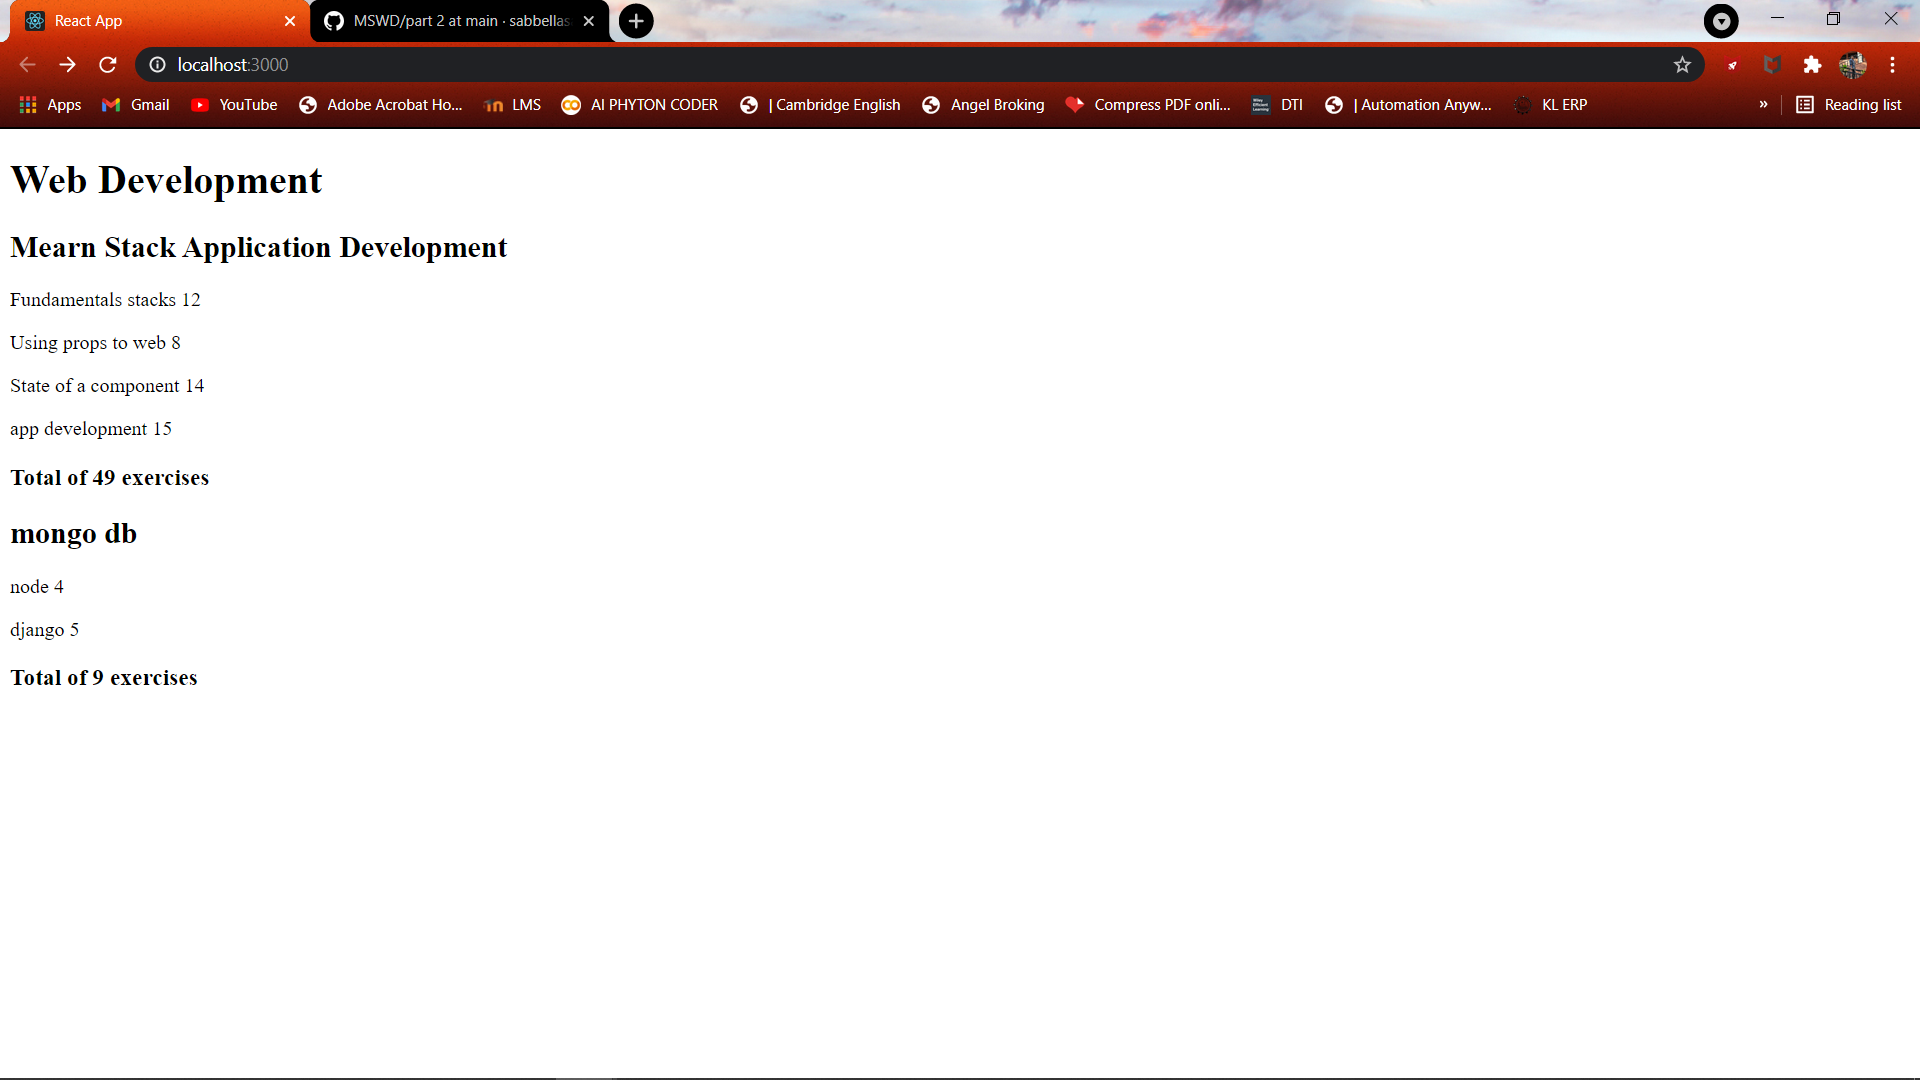 React App
MSWD/part 2 at main · sabbellas
localhost:3000
Apps
Gmail
YouTube
Adobe Acrobat Ho...
LMS
AI PHYTON CODER
| Cambridge English
Angel Broking
Compress PDF onli...
DTI
| Automation Anyw...
KL ERP
»
Reading list
Web Development
Mearn Stack Application Development
Fundamentals stacks 12
Using props to web 8
State of a component 14
app development 15
Total of 49 exercises
mongo db
node 4
django 5
Total of 9 exercises